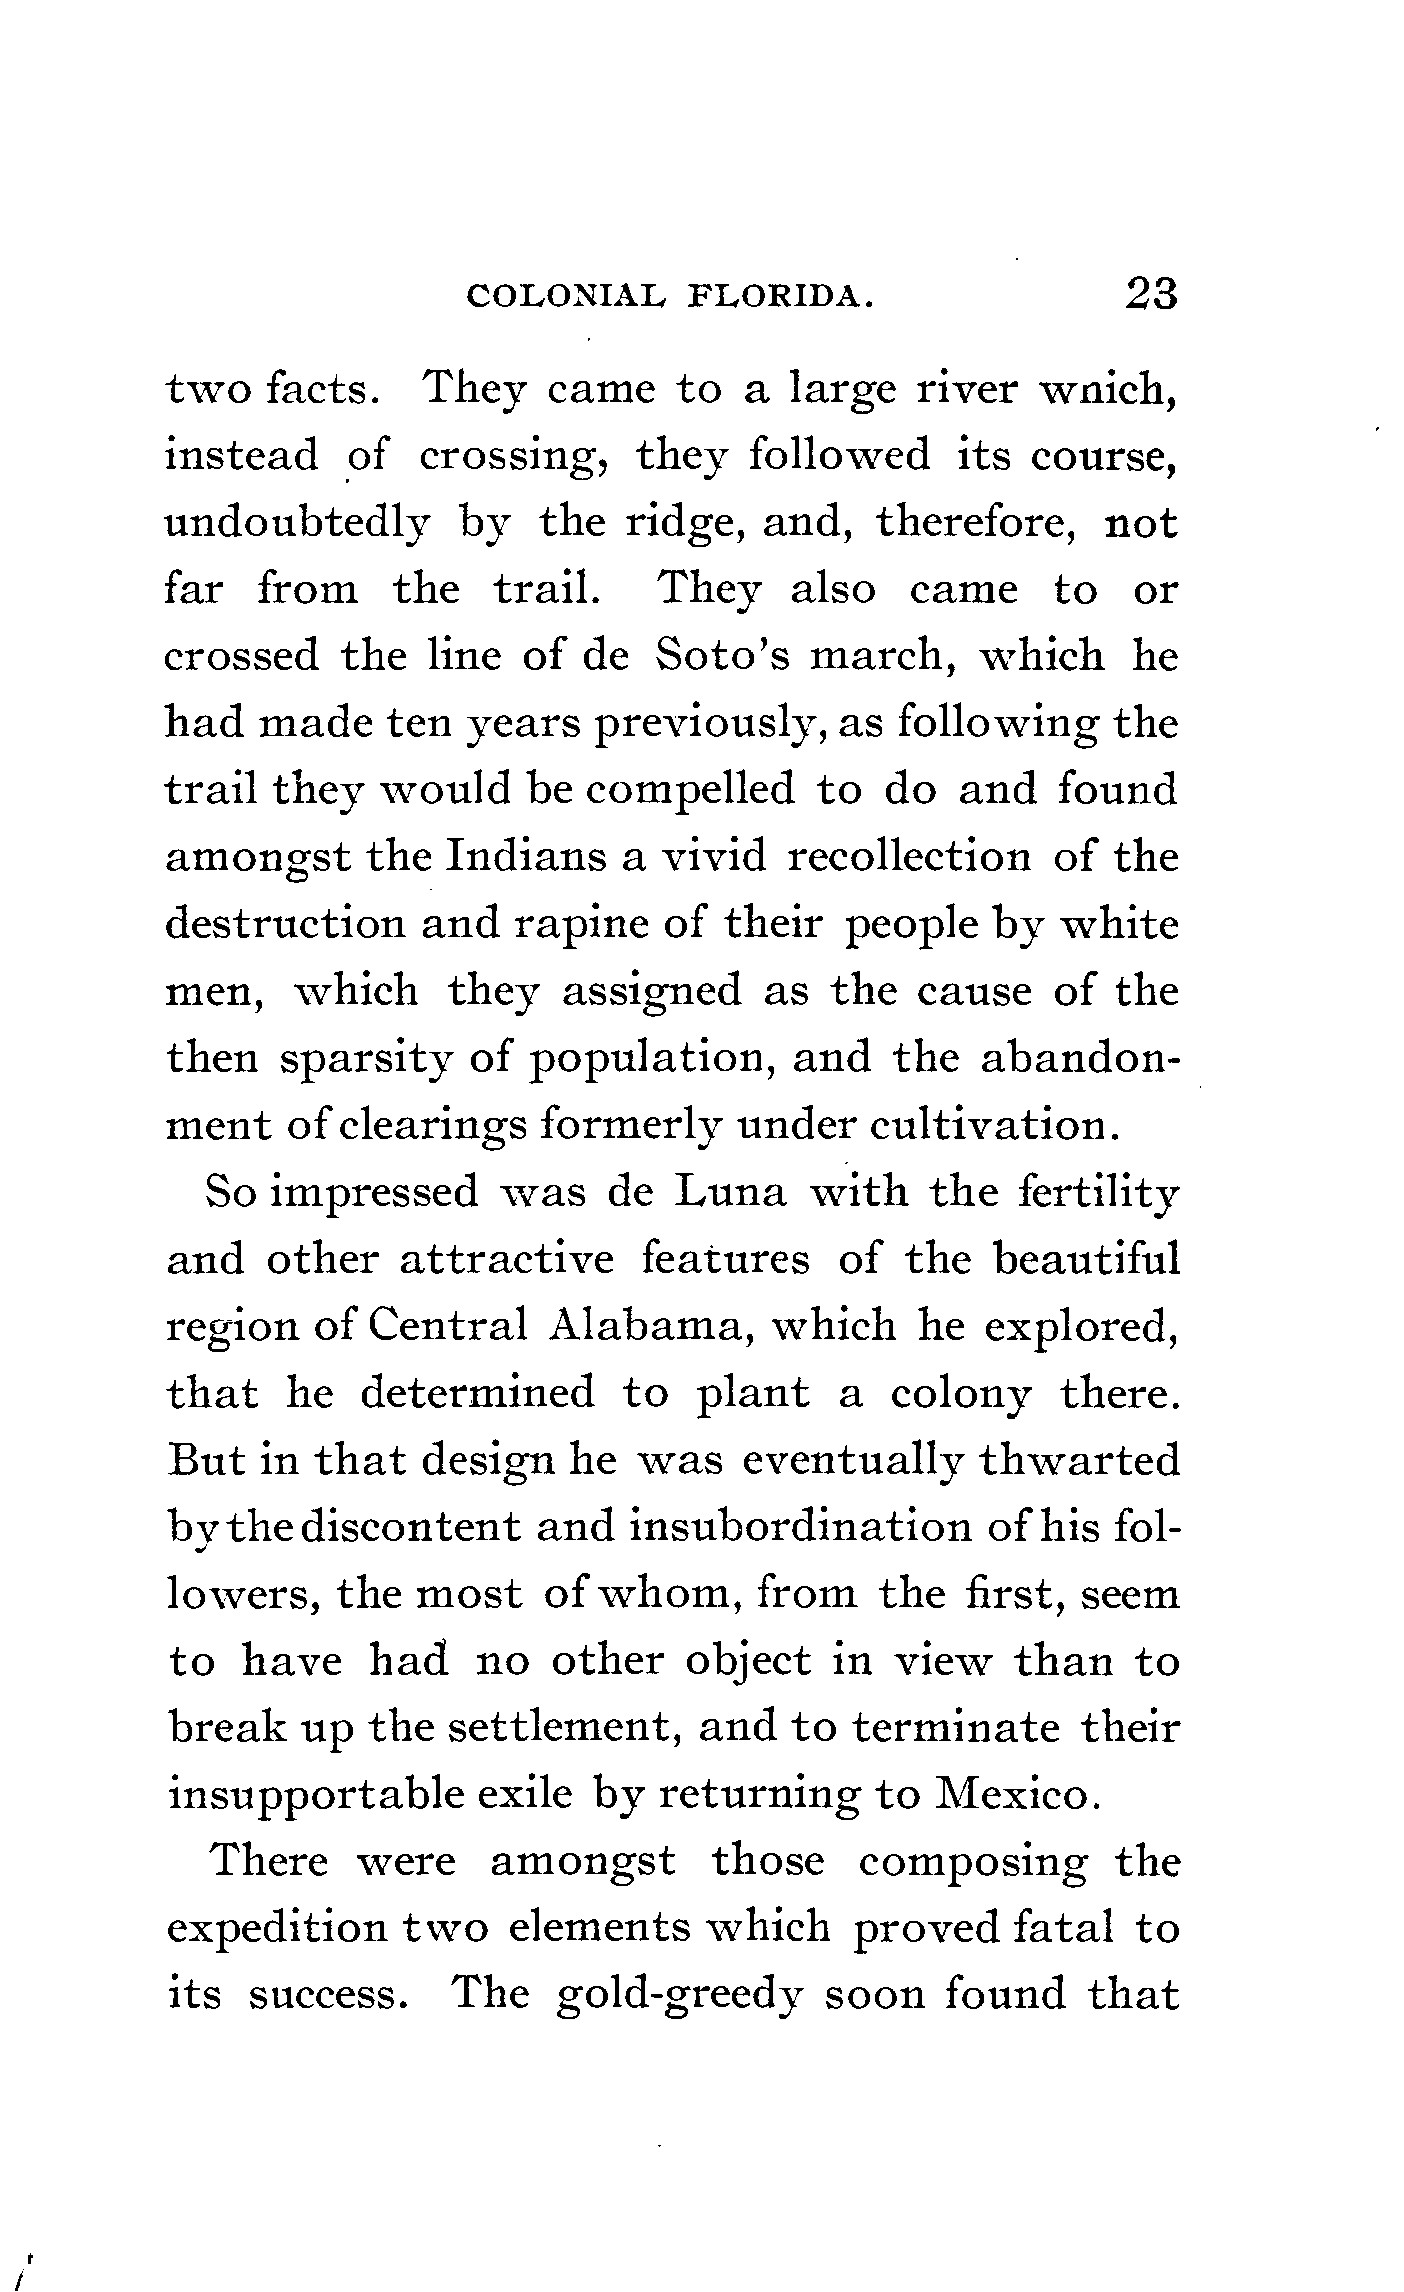 COLONIAL FLORIDA. 23
two facts. They came to a large river wnich,
instead of crossing, they followed its course,
undoubtedly by the ridge, and, therefore, not
far from the trail. They also came to or
crossed the line of de Soto's march, which he
had made ten years previously, as following the
trail they would be compelled to do and found
amongst the Indians a vivid recollection of the
destruction and rapine of their people by white
men, which they assigned as the cause of the
then sparsity of population, and the abandon-
ment of clearings formerly under cultivation.
So impressed was de Luna with the fertility
and other attractive features of the beautiful
region of Central Alabama, which he explored,
that he determined to plant a colony there.
But in that design he was eventually thwarted
by the discontent and insubordination of his fol-
lowers, the most of whom, from the first, seem
to have had no other object in view than to
break up the settlement, and to terminate their
insupportable exile by returning to Mexico.
There were amongst those composing the
expedition two elements which proved fatal to
its success. The gold-greedy soon found that